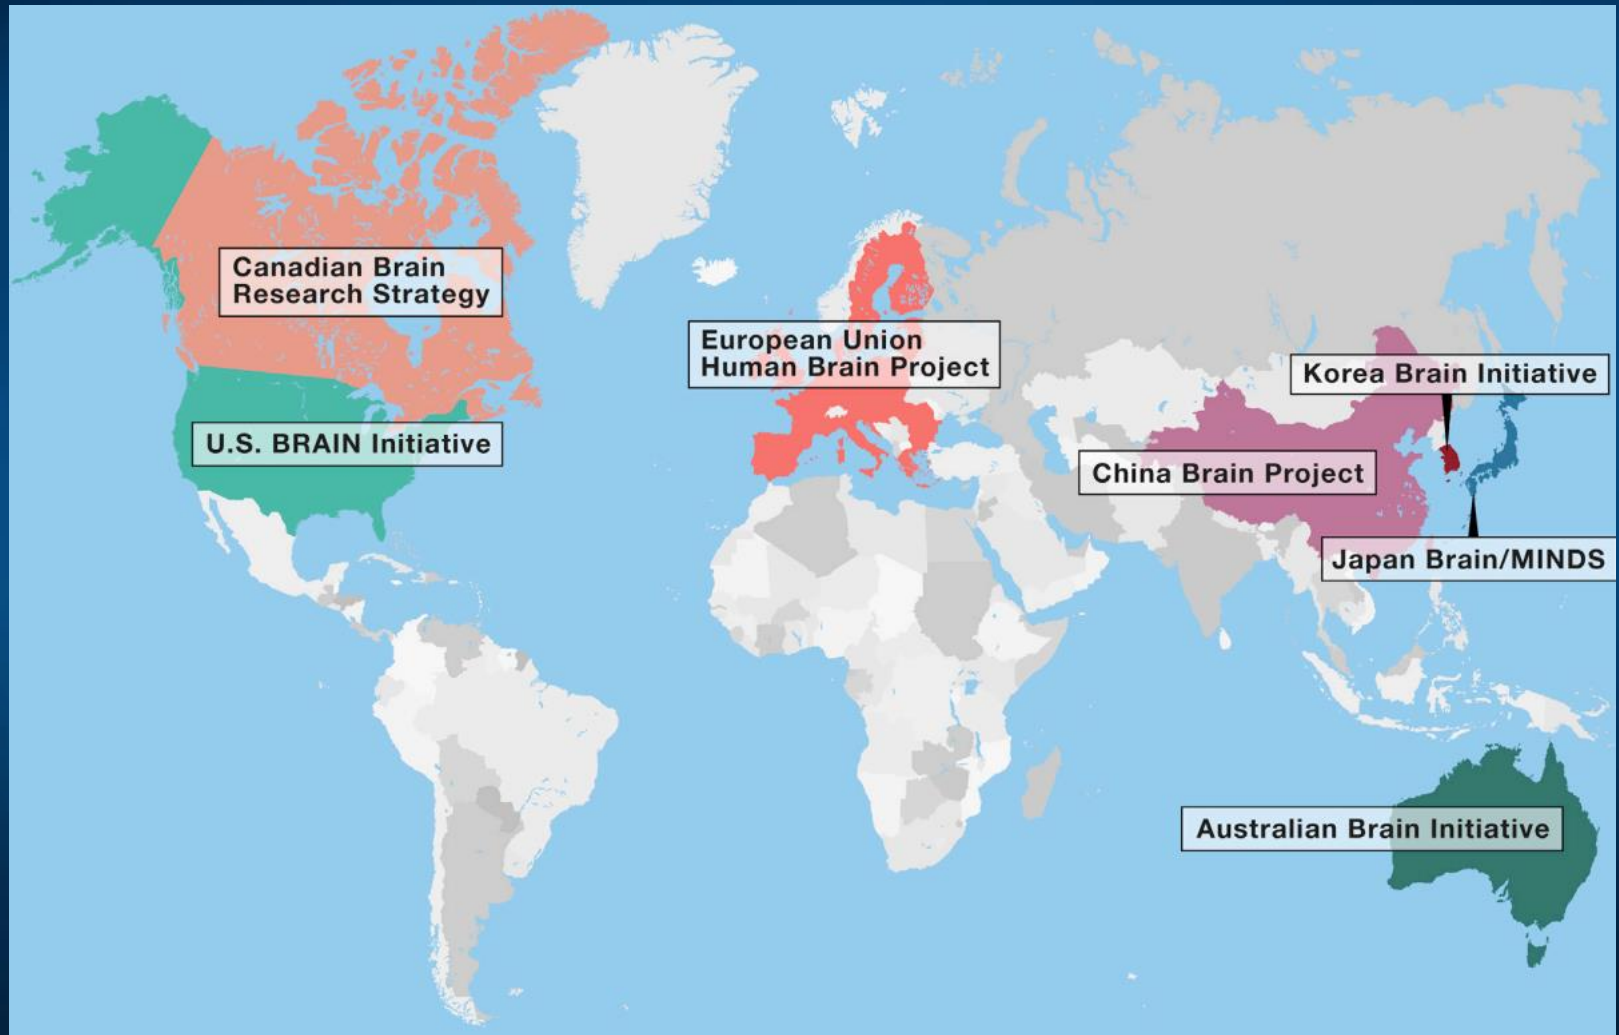 Canadian Brain
Research Strategy
European Union
Human Brain Project
Korea Brain Initiative
U.S. BRAIN Initiative
China Brain Project
Japan Brain/MINDS
Australian Brain Initiative